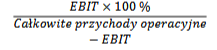 EBIT × 100 %
Całkowite przychody operacyjne
− EBIT